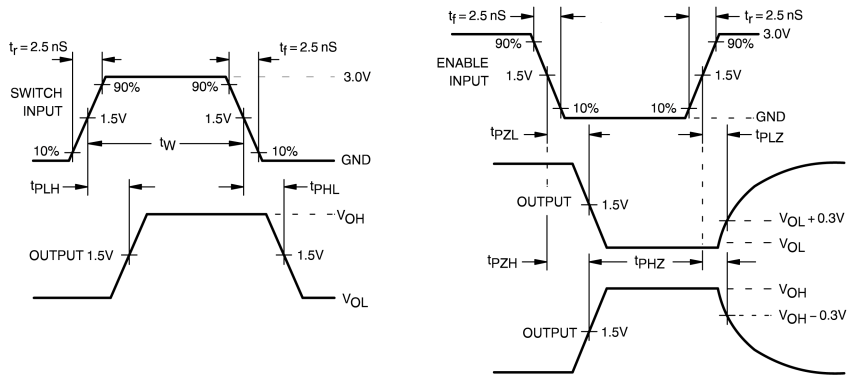 tr = 2.5 nS
tf = 2.5 nS
3.0V
SWITCH
INPUT
90%
90%
1.5V
1.5V
tW
10%
10%
GND
tPLH
tPHL
VOH
OUTPUT 1.5V
1.5V
VOL
tf = 2.5 nS
tr = 2.5 nS
3.0V
90%
90%
ENABLE
INPUT
1.5V
1.5V
10%
10%
GND
tPZL
tPLZ
OUTPUT
1.5V
VOL + 0.3V
VOL
tPZH
tPHZ
VOH
VOH – 0.3V
OUTPUT
1.5V